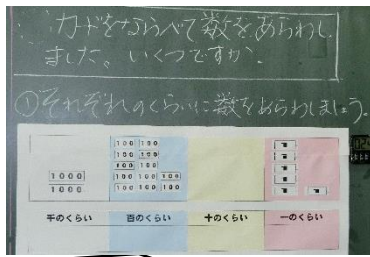 カードをならべて数をあらわし
ました。いくつですか。
①それぞれのくらいに数をあらわしましょう。
1000
1000
100 100
100 100
100 100
100 100 100
100 100 100
千のくらい 百のくらい 十のくらい 一のくらい